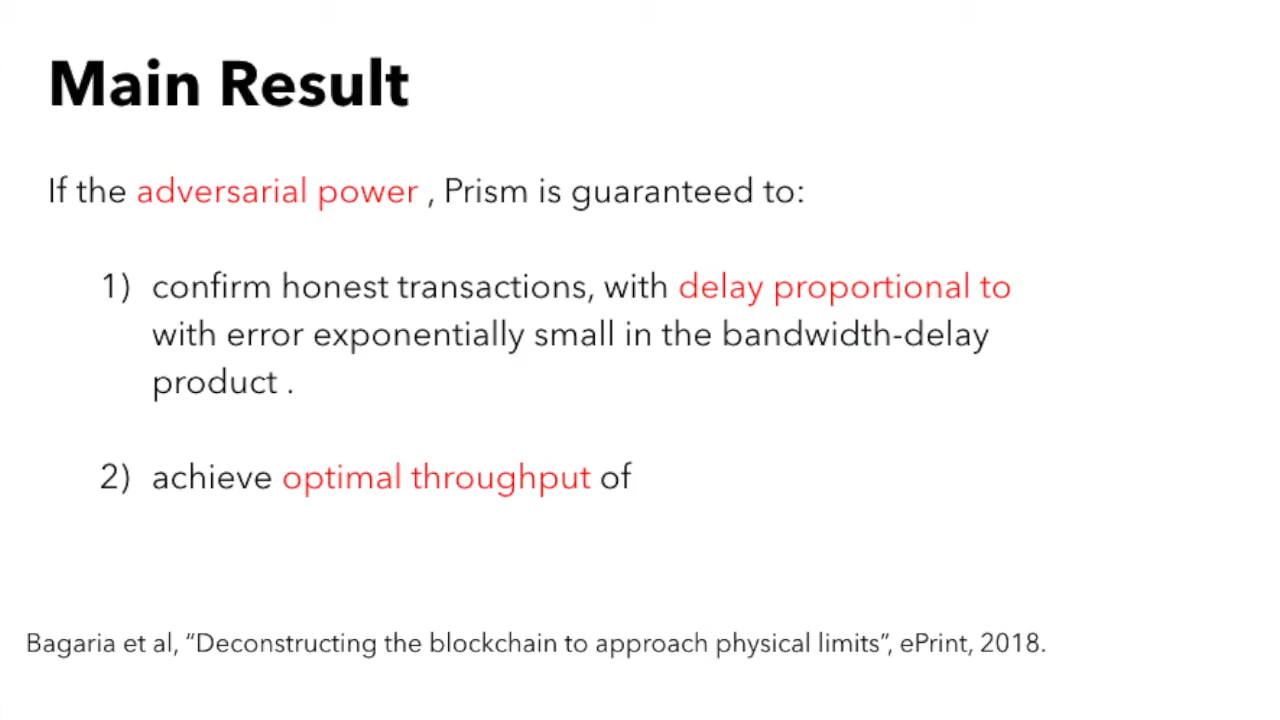 Main Result
If the adversarial power , Prism is guaranteed to:
1) confirm honest transactions, with delay proportional to
with error exponentially small in the bandwidth-delay
product .
2) achieve optimal throughput of
Bagaria et al, “Deconstructing the blockchain to approach physical limits”, ePrint, 2018.